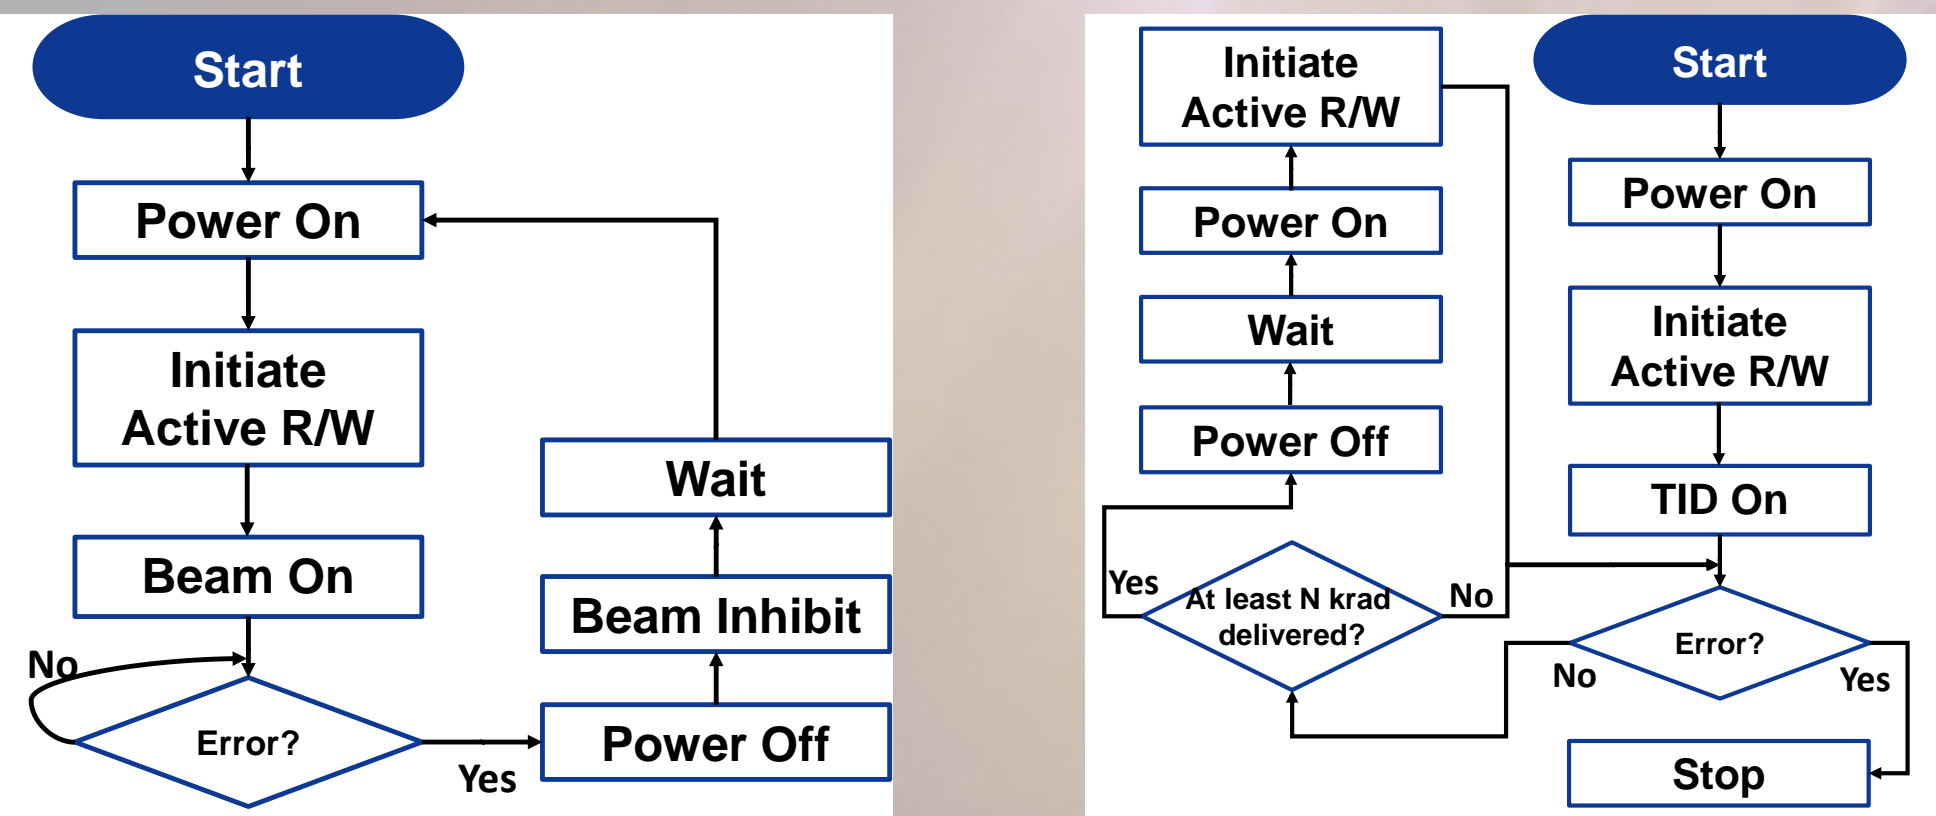 Start
Power On
Initiate
Active R/W
Beam On
No
Error?
Yes
Wait
Beam Inhibit
Power Off
Initiate
Active R/W
Power On
Wait
Power Off
Yes
At least N krad
delivered?
No
Start
Power On
Initiate
Active R/W
TID On
Error?
No
Yes
Stop